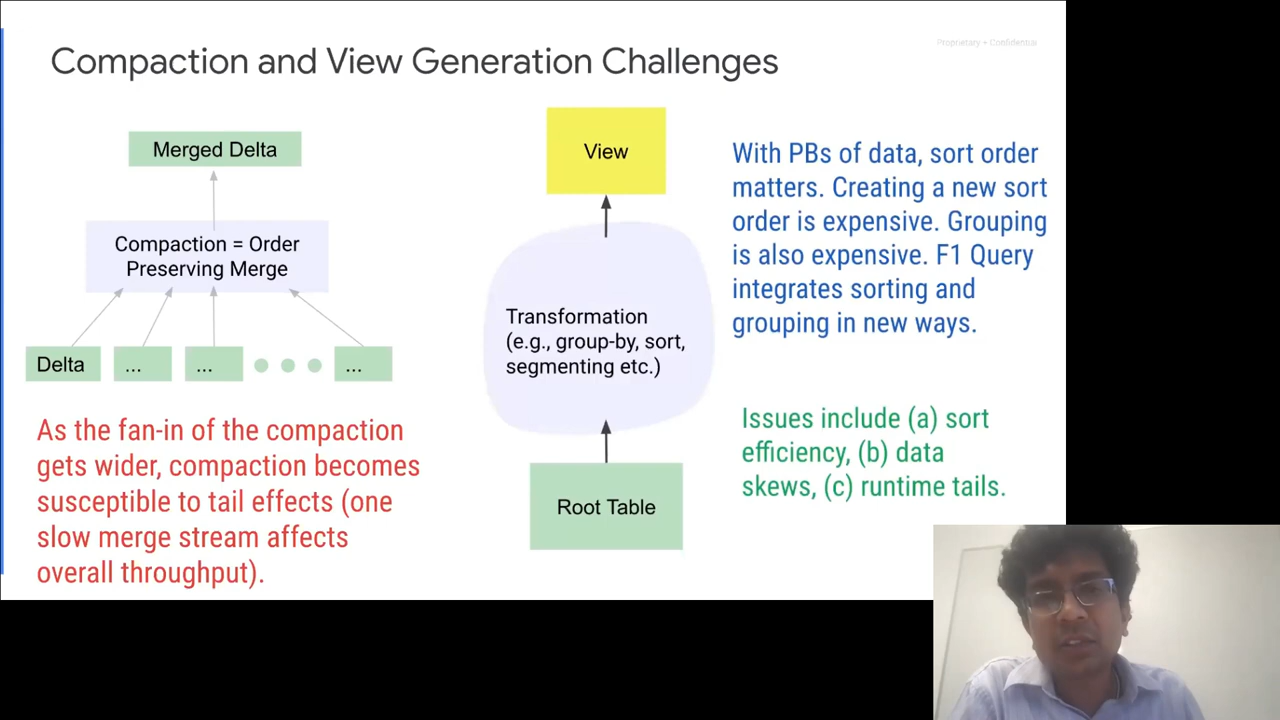 Proprietary + Confidential
Compaction and View Generation Challenges
Merged Delta
Compaction = Order
Preserving Merge
Delta
...
...
...
As the fan-in of the compaction
gets wider, compaction becomes
susceptible to tail effects (one
slow merge stream affects
overall throughput).
View
Transformation
(e.g., group-by, sort,
segmenting etc.)
Root Table
With PBs of data, sort order
matters. Creating a new sort
order is expensive. Grouping
is also expensive. F1 Query
integrates sorting and
grouping in new ways.
Issues include (a) sort
efficiency, (b) data
skews, (c) runtime tails.